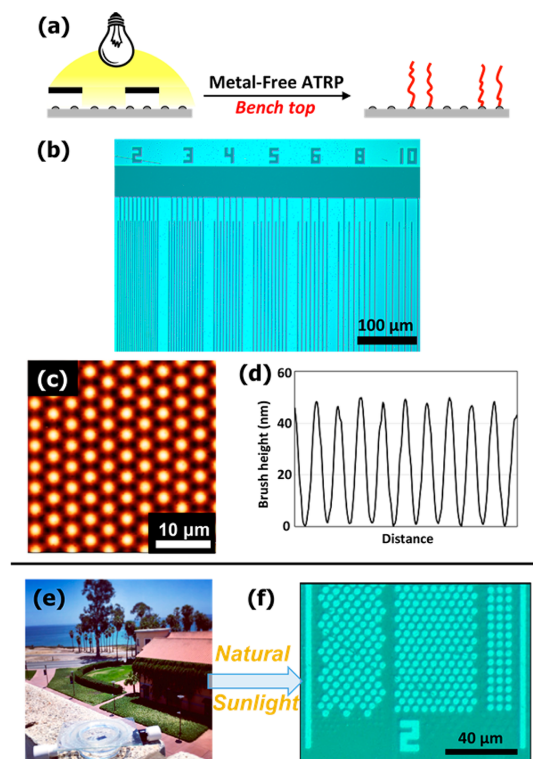 (a)
Metal-Free ATRP
Bench top
(b)
2 3 4 5 6 8 10
100 µm
(c)
10 µm
(d)
Brush height (nm)
60
40
20
0
Distance
(e)
Natural
Sunlight
(f)
2
40 µm